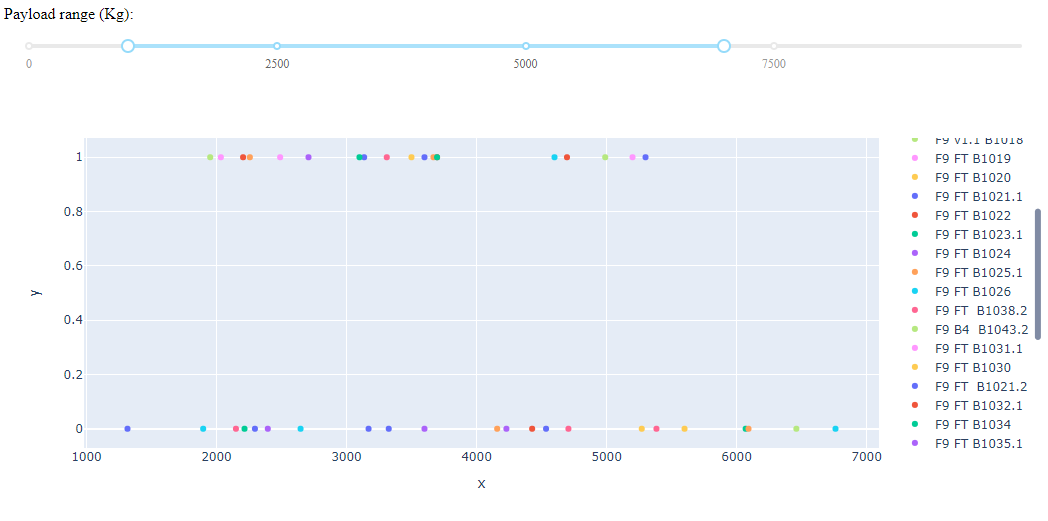 Payload range (Kg):
0 2500 5000 7500
F9 v1.1 B1018
F9 FT B1019
F9 FT B1020
F9 FT B1021.1
F9 FT B1022
F9 FT B1023.1
F9 FT B1024
F9 FT B1025.1
F9 FT B1026
F9 FT  B1038.2
F9 B4  B1043.2
F9 FT B1031.1
F9 FT B1030
F9 FT  B1021.2
F9 FT B1032.1
F9 FT B1034
F9 FT B1035.1
1
0.8
0.6
0.4
0.2
0
y
1000 2000 3000 4000 5000 6000 7000
x